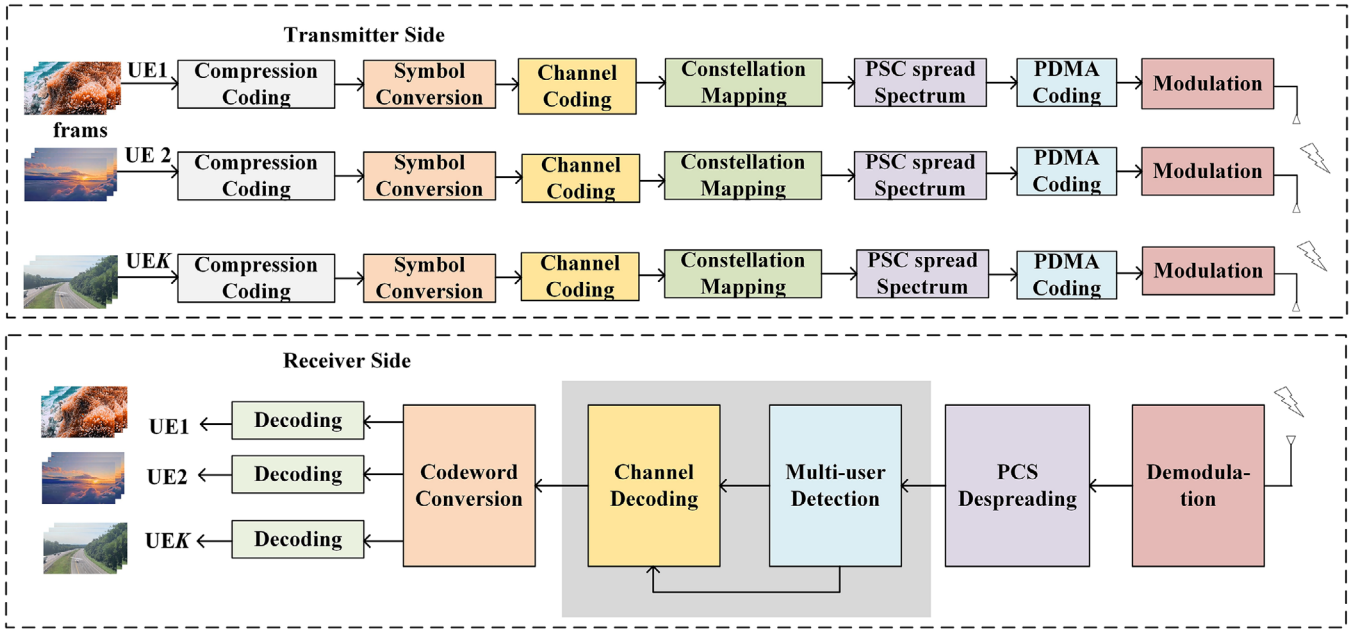 Transmitter Side
UE1
Compression
Coding
Symbol
Conversion
Channel
Coding
Constellation
Mapping
PSC spread
Spectrum
PDMA
Coding
Modulation
frams
UE 2
Compression
Coding
Symbol
Conversion
Channel
Coding
Constellation
Mapping
PSC spread
Spectrum
PDMA
Coding
Modulation
UEK
Compression
Coding
Symbol
Conversion
Channel
Coding
Constellation
Mapping
PSC spread
Spectrum
PDMA
Coding
Modulation
Receiver Side
UE1
Decoding
UE2
Decoding
UEK
Decoding
Codeword
Conversion
Channel
Decoding
Multi-user
Detection
PCS
Despreading
Demodula-
tion